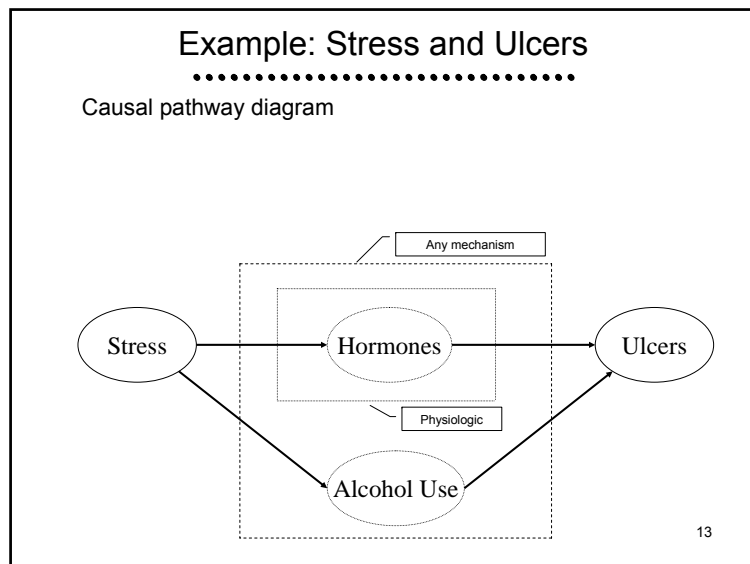 Example: Stress and Ulcers
Causal pathway diagram
Any mechanism
Stress
Hormones
Ulcers
Physiologic
Alcohol Use
13